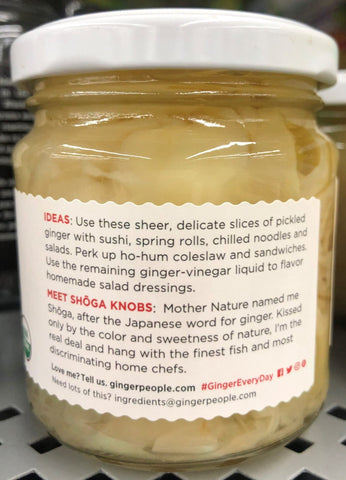 IDEAS: Use these sheer, delicate slices of pickled
ginger with sushi, spring rolls, chilled noodles and
salads. Perk up ho-hum coleslaw and sandwiches.
Use the remaining ginger-vinegar liquid to flavor
homemade salad dressings.
MEET SHŌGA KNOBS: Mother Nature named me
Shōga, after the Japanese word for ginger. Kissed
only by the color and sweetness of nature, I'm the
real deal and hang with the finest fish and most
discriminating home chefs.
Love me? Tell us. gingerpeople.com #GingerEveryDay
Need lots of this? ingredients@gingerpeople.com